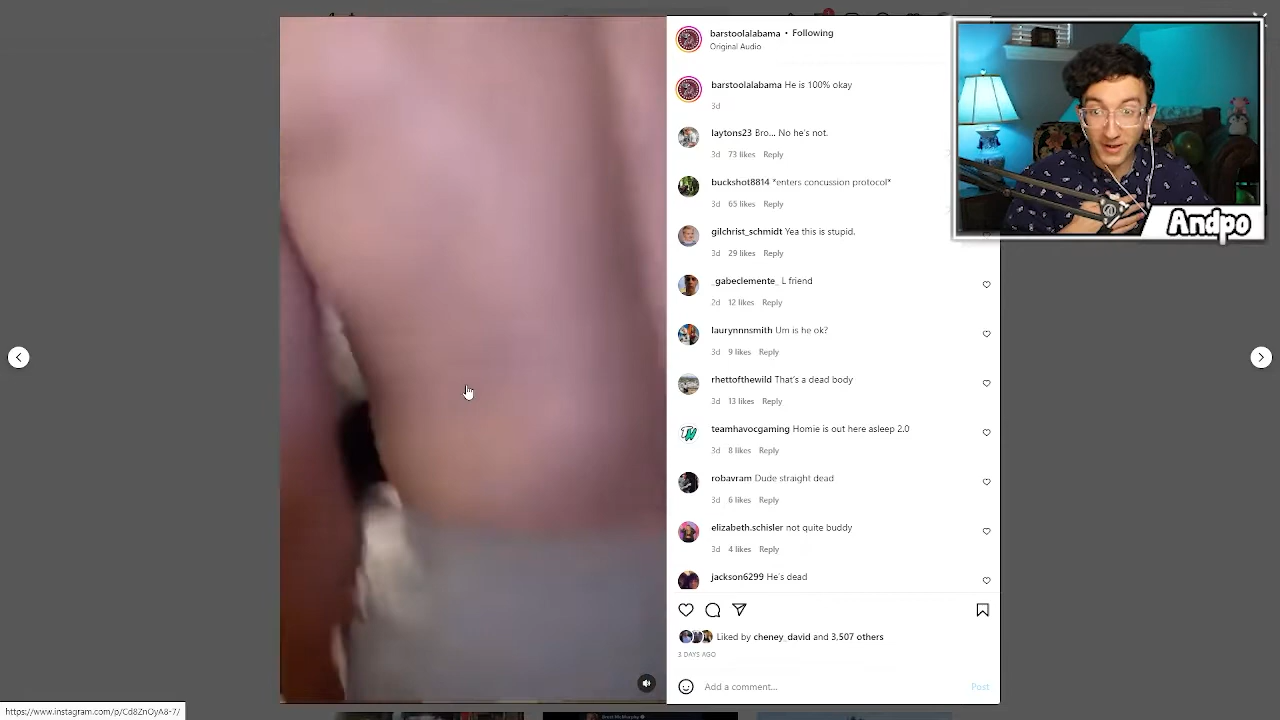 barstoolalabama • Following
Original Audio
barstoolalabama He is 100% okay
3d
laytons23 Bro... No he's not.
3d 73 likes Reply
buckshot8814 *enters concussion protocol*
3d 65 likes Reply
gilchrist_schmidt Yea this is stupid.
3d 29 likes Reply
_gabeclemente_ L friend
2d 12 likes Reply
laurynnnsmith Um is he ok?
3d 9 likes Reply
rhettofthewild That's a dead body
3d 13 likes Reply
teamhavocgaming Homie is out here asleep 2.0
3d 8 likes Reply
robavram Dude straight dead
3d 6 likes Reply
elizabeth.schisler not quite buddy
3d 4 likes Reply
jackson6299 He's dead
Liked by cheney_david and 3,507 others
3 DAYS AGO
Add a comment... Post
Andpo
https://www.instagram.com/p/Cd8ZnOyA8-7/